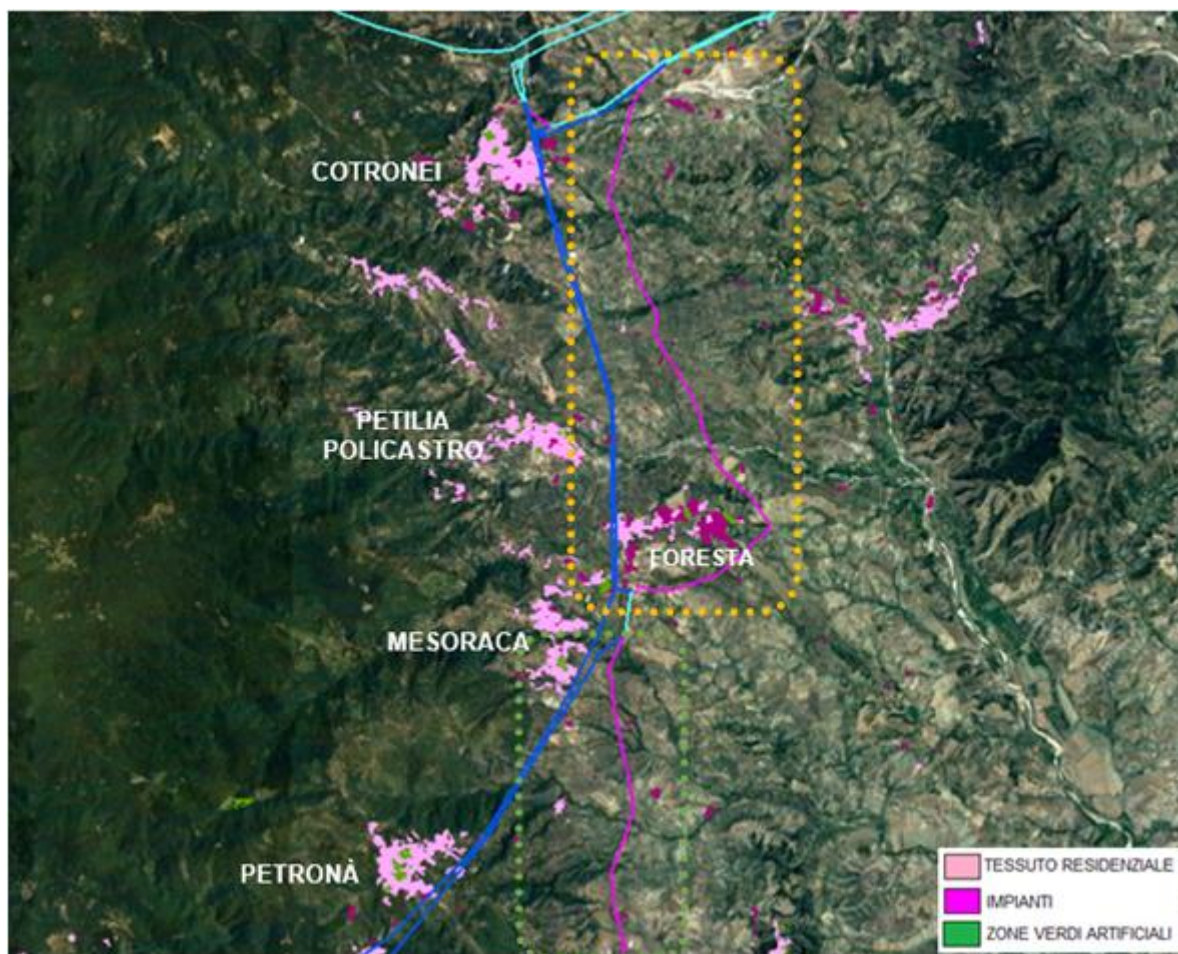 COTRONEI
PETILIA
POLICASTRO
FORESTA
MESORACA
PETRONÀ
TESSUTO RESIDENZIALE
IMPIANTI
ZONE VERDI ARTIFICIALI